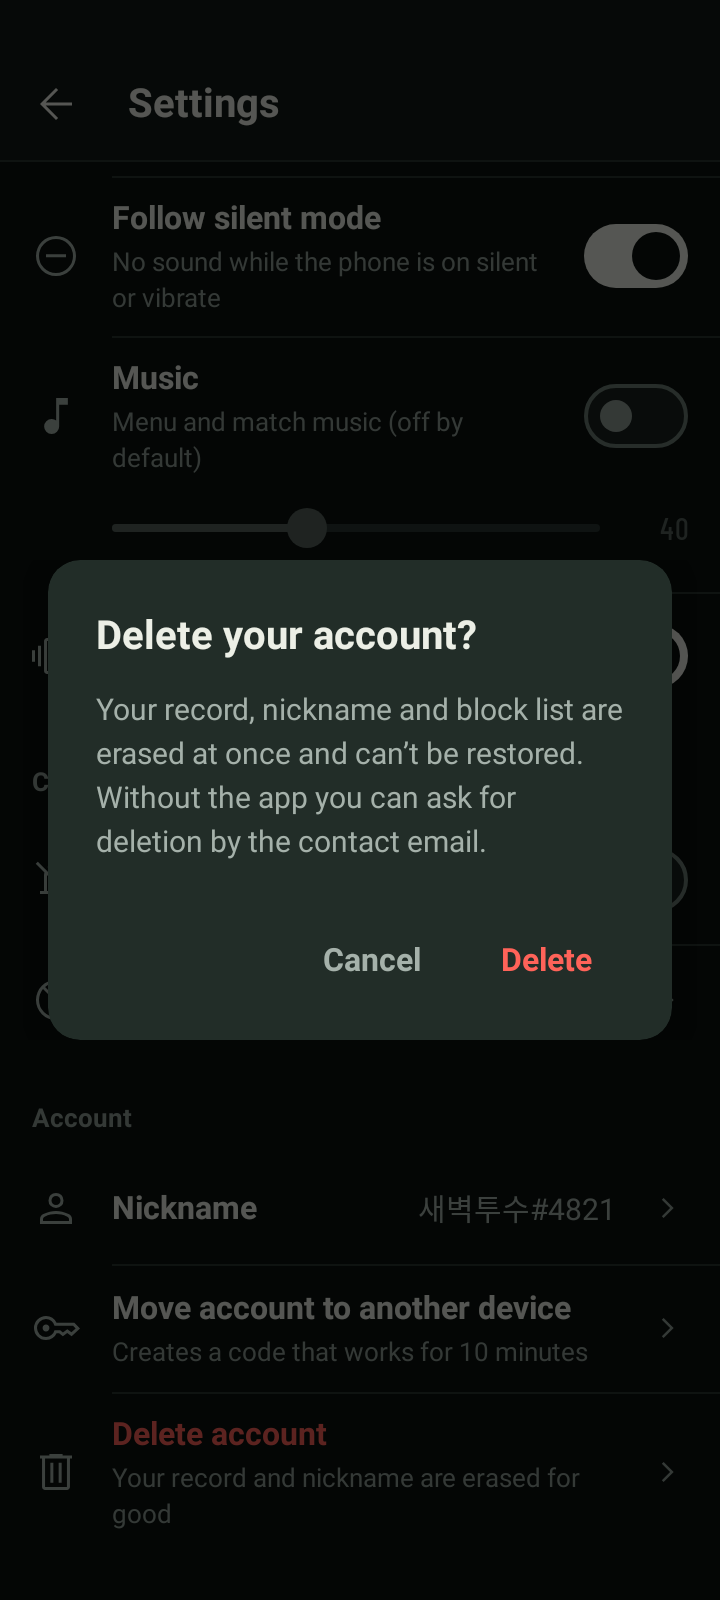 Settings
Follow silent mode
No sound while the phone is on silent
or vibrate
Music
Menu and match music (off by
default)
40
Delete your account?
Your record, nickname and block list are
erased at once and can’t be restored.
Without the app you can ask for
deletion by the contact email.
Cancel
Delete
Account
Nickname
새벽투수#4821
Move account to another device
Creates a code that works for 10 minutes
Delete account
Your record and nickname are erased for
good